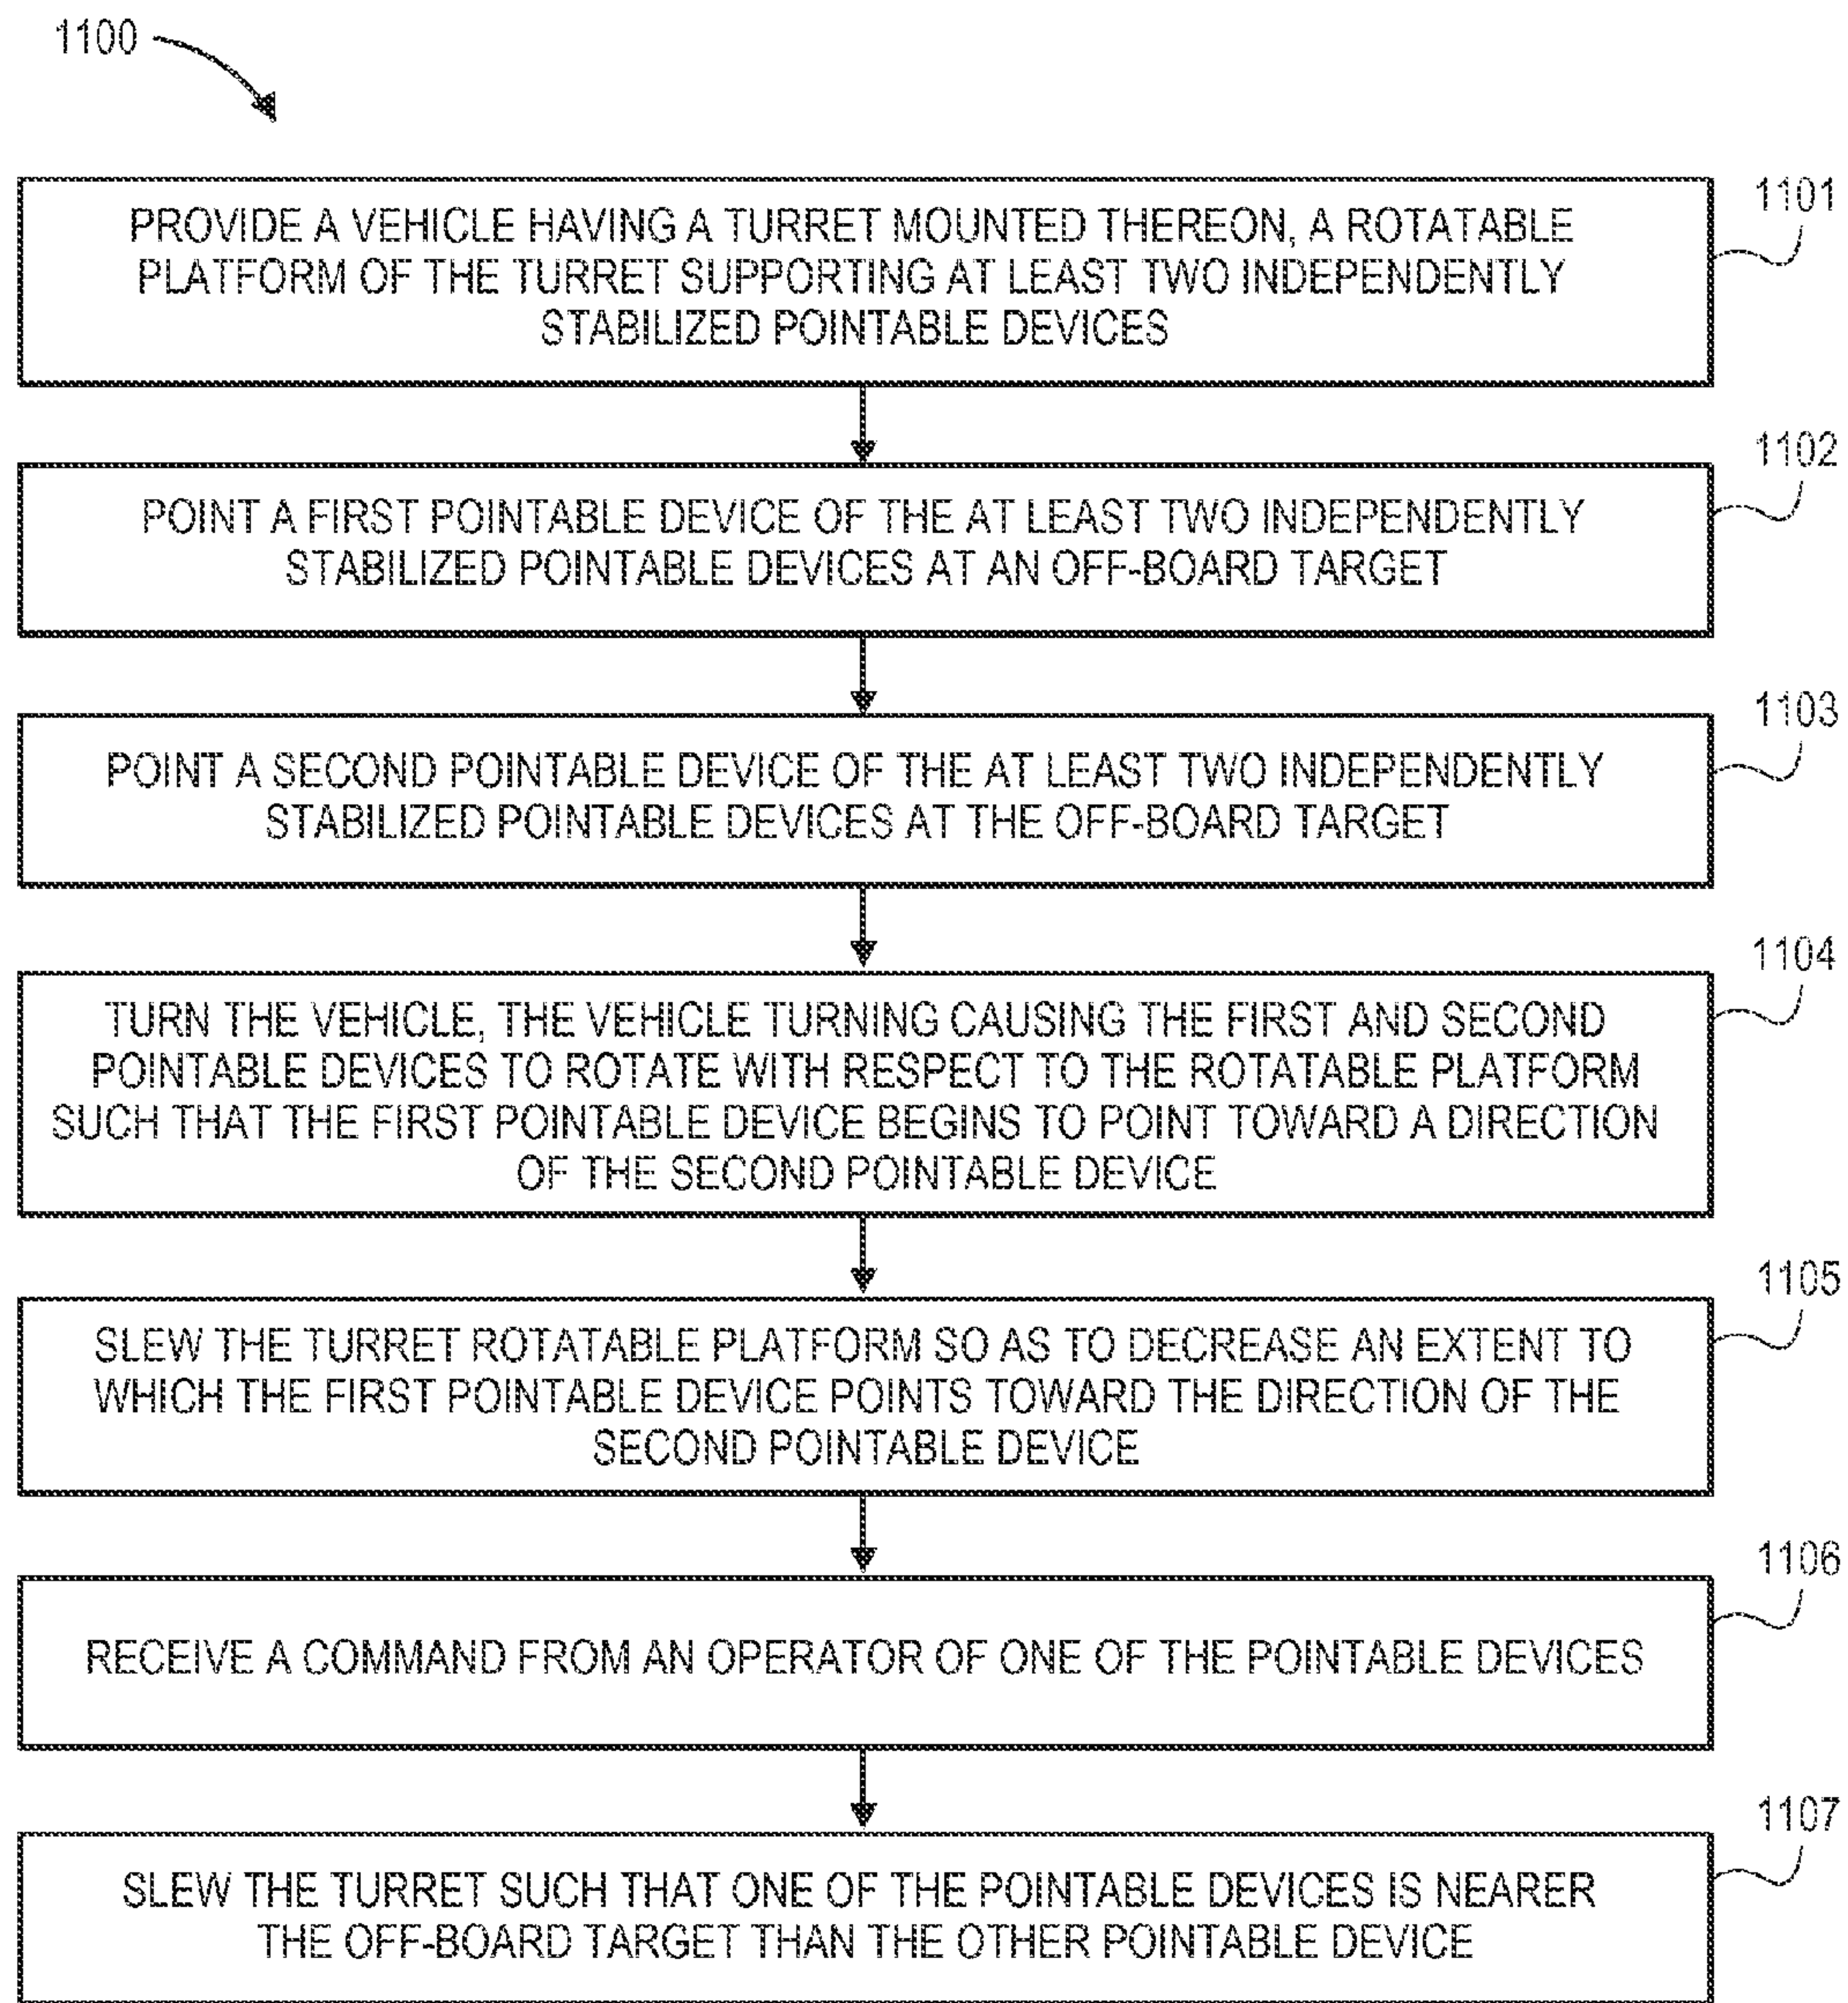 1100
1101
PROVIDE A VEHICLE HAVING A TURRET MOUNTED THEREON, A ROTATABLE
PLATFORM OF THE TURRET SUPPORTING AT LEAST TWO INDEPENDENTLY
STABILIZED POINTABLE DEVICES
1102
POINT A FIRST POINTABLE DEVICE OF THE AT LEAST TWO INDEPENDENTLY
STABILIZED POINTABLE DEVICES AT AN OFF-BOARD TARGET
1103
POINT A SECOND POINTABLE DEVICE OF THE AT LEAST TWO INDEPENDENTLY
STABILIZED POINTABLE DEVICES AT THE OFF-BOARD TARGET
1104
TURN THE VEHICLE, THE VEHICLE TURNING CAUSING THE FIRST AND SECOND
POINTABLE DEVICES TO ROTATE WITH RESPECT TO THE ROTATABLE PLATFORM
SUCH THAT THE FIRST POINTABLE DEVICE BEGINS TO POINT TOWARD A DIRECTION
OF THE SECOND POINTABLE DEVICE
1105
SLEW THE TURRET ROTATABLE PLATFORM SO AS TO DECREASE AN EXTENT TO
WHICH THE FIRST POINTABLE DEVICE POINTS TOWARD THE DIRECTION OF THE
SECOND POINTABLE DEVICE
1106
RECEIVE A COMMAND FROM AN OPERATOR OF ONE OF THE POINTABLE DEVICES
1107
SLEW THE TURRET SUCH THAT ONE OF THE POINTABLE DEVICES IS NEARER
THE OFF-BOARD TARGET THAN THE OTHER POINTABLE DEVICE